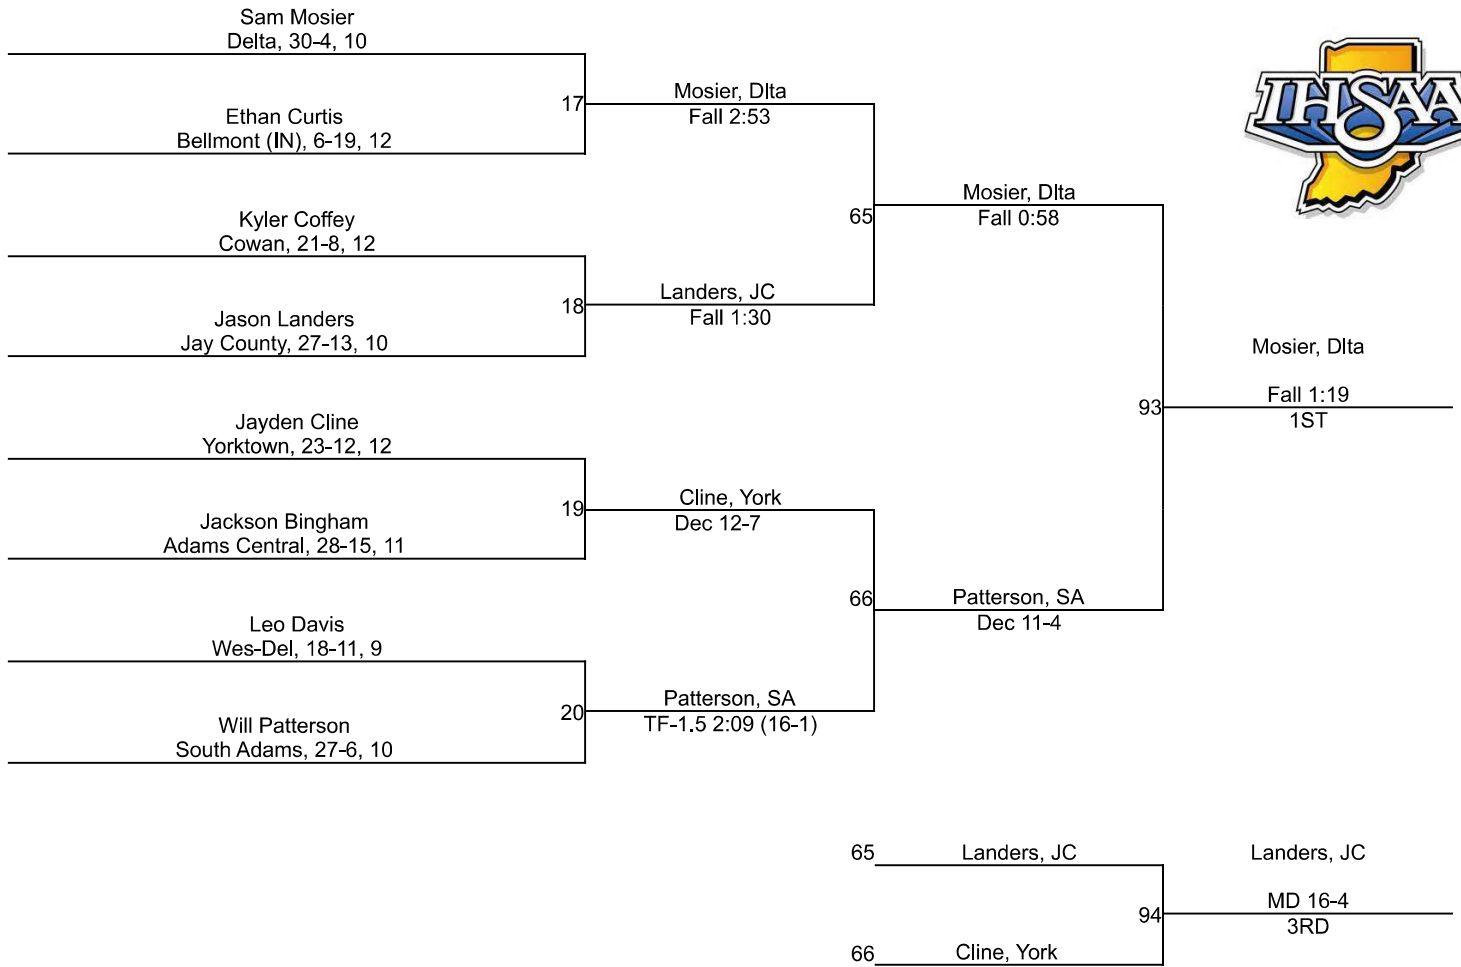 Sam Mosier
Delta, 30-4, 10
17
Ethan Curtis
Bellmont (IN), 6-19, 12
Mosier, Dlta
Fall 2:53
Kyler Coffey
Cowan, 21-8, 12
18
Jason Landers
Jay County, 27-13, 10
Landers, JC
Fall 1:30
65
Mosier, Dlta
Fall 0:58
Jayden Cline
Yorktown, 23-12, 12
19
Jackson Bingham
Adams Central, 28-15, 11
Cline, York
Dec 12-7
Leo Davis
Wes-Del, 18-11, 9
20
Will Patterson
South Adams, 27-6, 10
Patterson, SA
TF-1.5 2:09 (16-1)
66
Patterson, SA
Dec 11-4
93
Mosier, Dlta
Fall 1:19
1ST
IHSAA
65
Landers, JC
66
Cline, York
94
Landers, JC
MD 16-4
3RD